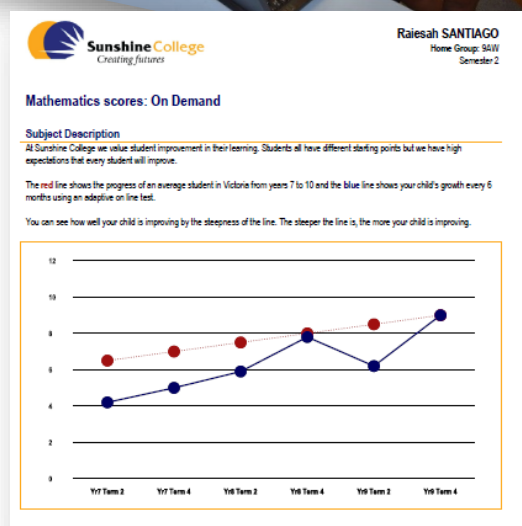 Sunshine College
Creating futures
Raiesah SANTIAGO
Home Group: 9AW
Semester 2
Mathematics scores: On Demand
Subject Description
At Sunshine College we value student improvement in their learning. Students all have different starting points but we have high
expectations that every student will improve.
The red line shows the progress of an average student in Victoria from years 7 to 10 and the blue line shows your child's growth every 6
months using an adaptive on line test.
You can see how well your child is improving by the steepness of the line. The steeper the line is, the more your child is improving.
12
10
8
6
4
2
0
Yr7 Term 2 Yr7 Term 4 Yr8 Term 2 Yr8 Term 4 Yr9 Term 2 Yr9 Term 4